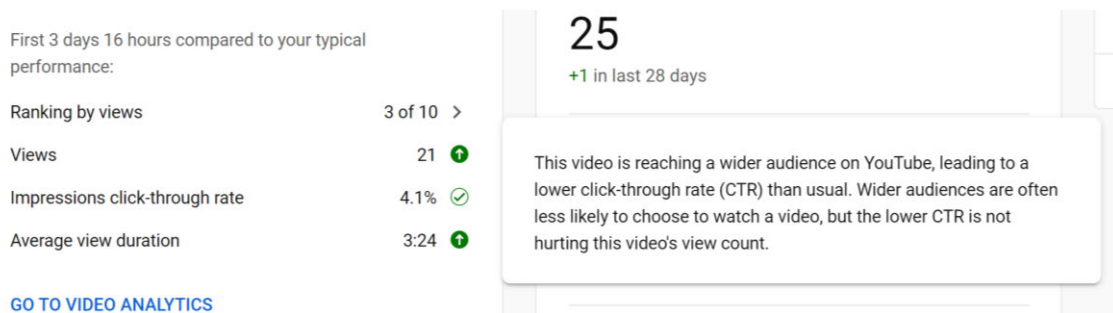 First 3 days 16 hours compared to your typical
performance:
Ranking by views 3 of 10
Views 21
Impressions click-through rate 4.1%
Average view duration 3:24
GO TO VIDEO ANALYTICS
25
+1 in last 28 days
This video is reaching a wider audience on YouTube, leading to a
lower click-through rate (CTR) than usual. Wider audiences are often
less likely to choose to watch a video, but the lower CTR is not
hurting this video's view count.